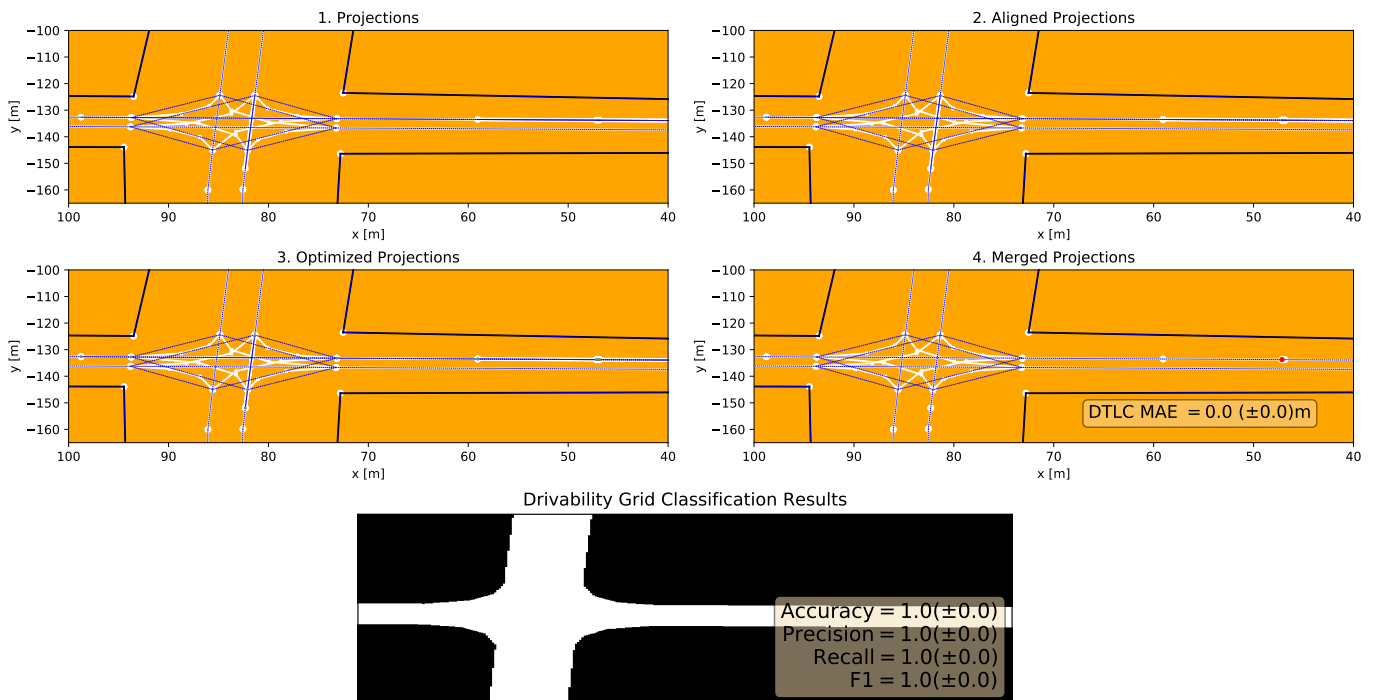 1. Projections
−100
−110
−120
−130
−140
−150
−160
y [m]
100 90 80 70 60 50 40
x [m]
2. Aligned Projections
−100
−110
−120
−130
−140
−150
−160
y [m]
100 90 80 70 60 50 40
x [m]
3. Optimized Projections
−100
−110
−120
−130
−140
−150
−160
y [m]
100 90 80 70 60 50 40
x [m]
4. Merged Projections
−100
−110
−120
−130
−140
−150
−160
y [m]
DTLC MAE = 0.0 (±0.0)m
100 90 80 70 60 50 40
x [m]
Drivability Grid Classification Results
Accuracy = 1.0(±0.0)
Precision = 1.0(±0.0)
Recall = 1.0(±0.0)
F1 = 1.0(±0.0)